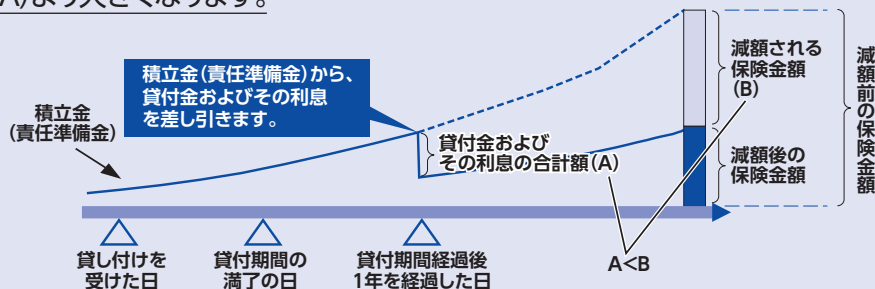 A)より大きくなります。
積立金(責任準備金)から、
貸付金およびその利息
を差し引きます。
積立金
(責任準備金)
貸付金および
その利息の合計額(A)
減額される
保険金額
(B)
減額後の
保険金額
減額前の保険金額
貸し付けを
受けた日
貸付期間の
満了の日
貸付期間経過後
1年を経過した日
A<B